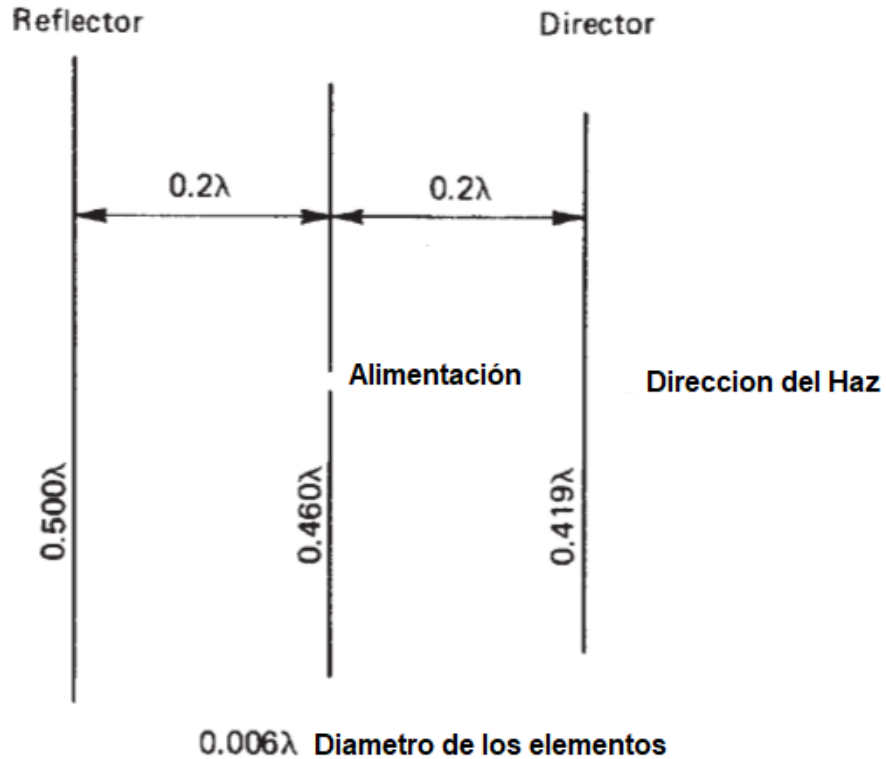 Reflector
Director
0.2λ
0.2λ
Alimentación
Direccion del Haz
0.500λ
0.460λ
0.419λ
0.006λ Diametro de los elementos